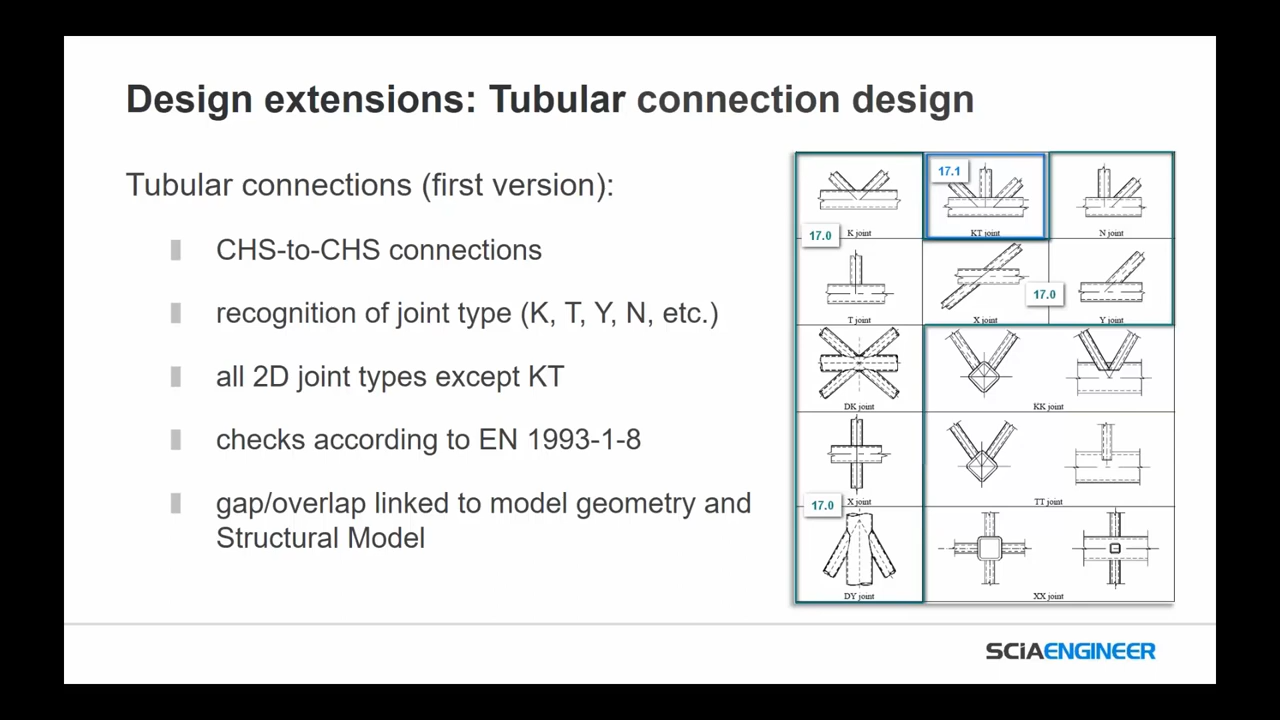 Design extensions: Tubular connection design
Tubular connections (first version):
CHS-to-CHS connections
recognition of joint type (K, T, Y, N, etc.)
all 2D joint types except KT
checks according to EN 1993-1-8
gap/overlap linked to model geometry and
Structural Model
17.1
17.0
K joint
KT joint
N joint
17.0
T joint
X joint
Y joint
DK joint
KK joint
X joint
TT joint
17.0
DY joint
XX joint
SCIAENGINEER